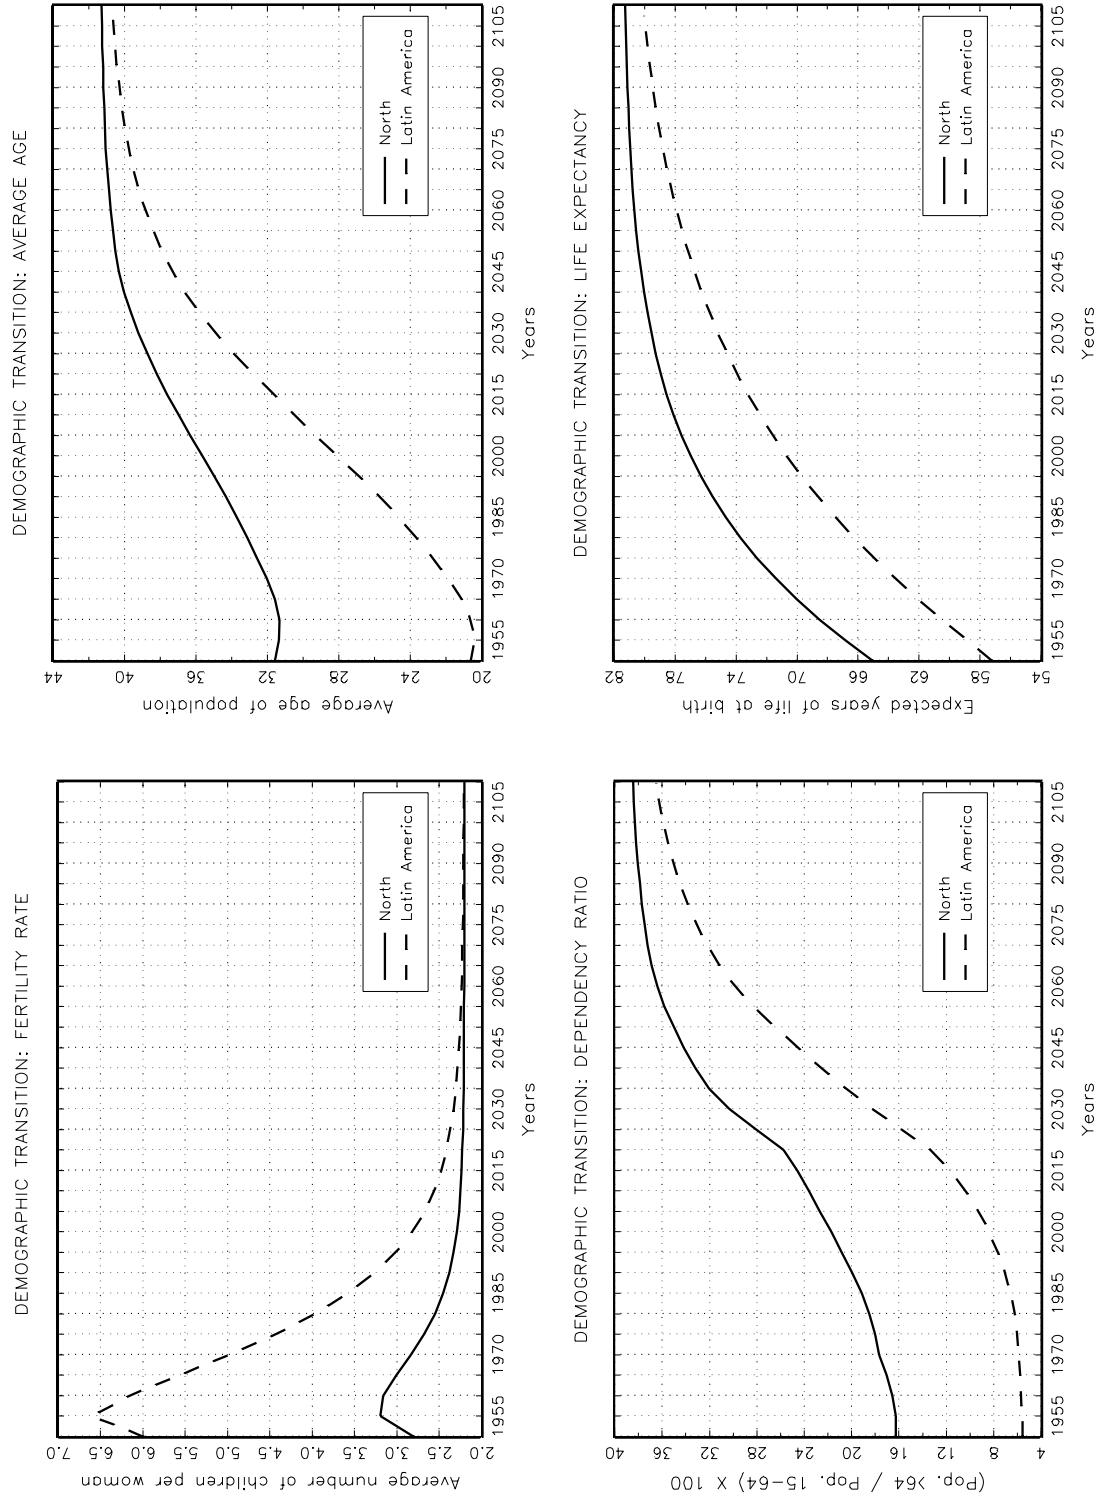 DEMOGRAPHIC TRANSITION: FERTILITY RATE
Average number of children per woman
7.0
6.5
6.0
5.5
5.0
4.5
4.0
3.5
3.0
2.5
2.0
North
Latin America
1955 1970 1985 2000 2015 2030 2045 2060 2075 2090 2105
Years
DEMOGRAPHIC TRANSITION: AVERAGE AGE
Average age of population
44
40
36
32
28
24
20
North
Latin America
1955 1970 1985 2000 2015 2030 2045 2060 2075 2090 2105
Years
DEMOGRAPHIC TRANSITION: DEPENDENCY RATIO
(Pop. >64 / Pop. 15-64) X 100
40
36
32
28
24
20
16
12
8
4
North
Latin America
1955 1970 1985 2000 2015 2030 2045 2060 2075 2090 2105
Years
DEMOGRAPHIC TRANSITION: LIFE EXPECTANCY
Expected years of life at birth
82
78
74
70
66
62
58
54
North
Latin America
1955 1970 1985 2000 2015 2030 2045 2060 2075 2090 2105
Years